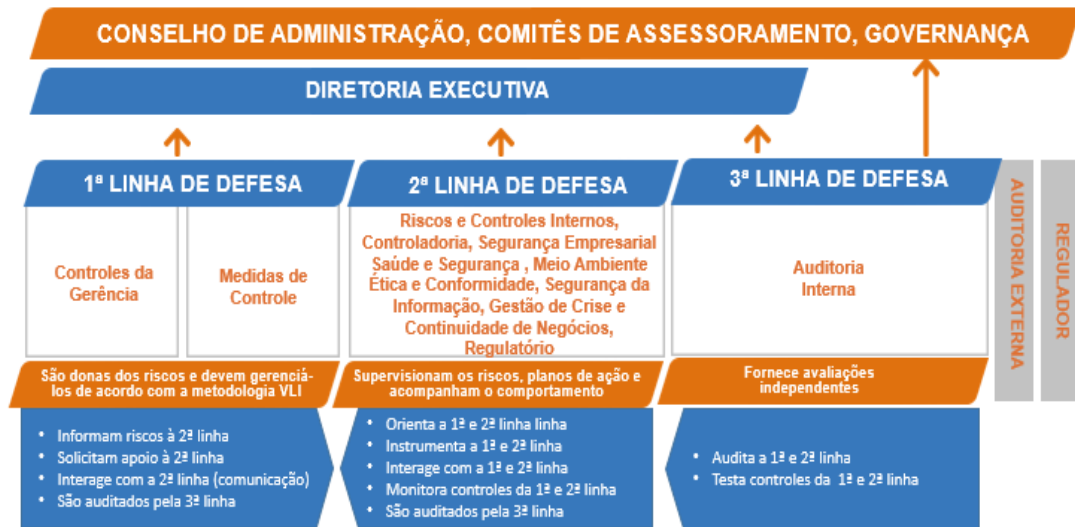 CONSELHO DE ADMINISTRAÇÃO, COMITÊS DE ASSESSORAMENTO, GOVERNANÇA
DIRETORIA EXECUTIVA
1ª LINHA DE DEFESA
Controles da
Gerência
Medidas de
Controle
São donas dos riscos e devem gerenciá-
los de acordo com a metodologia VLI
• Informam riscos à 2ª linha
• Solicitam apoio à 2ª linha
• Interage com a 2ª linha (comunicação)
• São auditados pela 3ª linha
2ª LINHA DE DEFESA
Riscos e Controles Internos,
Controladoria, Segurança Empresarial
Saúde e Segurança , Meio Ambiente
Ética e Conformidade, Segurança da
Informação, Gestão de Crise e
Continuidade de Negócios,
Regulatório
Supervisionam os riscos, planos de ação e
acompanham o comportamento
• Orienta a 1ª e 2ª linha linha
• Instrumenta a 1ª e 2ª linha
• Interage com a 1ª e 2ª linha
• Monitora controles da 1ª e 2ª linha
• São auditados pela 3ª linha
3ª LINHA DE DEFESA
Auditoria
Interna
Fornece avaliações
independentes
• Audita a 1ª e 2ª linha
• Testa controles da 1ª e 2ª linha
AUDITORIA EXTERNA
REGULADOR